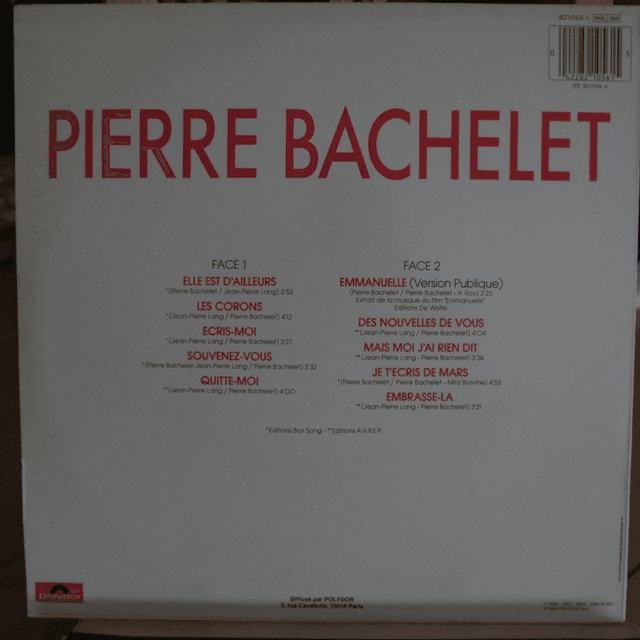 821056-1
0
5
PIERRE BACHELET
FACE 1
ELLE EST D'AILLEURS
*(Pierre Bachelet / Jean-Pierre Lang) 3'53
LES CORONS
*(Jean-Pierre Lang / Pierre Bachelet) 4'12
ECRIS-MOI
*(Jean-Pierre Lang / Pierre Bachelet) 3'27
SOUVENEZ-VOUS
*(Pierre Bachelet-Jean-Pierre Lang / Pierre Bachelet) 3'32
QUITTE-MOI
**(Jean-Pierre Lang / Pierre Bachelet) 4'00
FACE 2
EMMANUELLE (Version Publique)
(Pierre Bachelet / Pierre Bachelet - H. Roy) 3'25
Extrait de la musique du film "Emmanuelle"
Editions De Wolfe
DES NOUVELLES DE VOUS
**(Jean-Pierre Lang / Pierre Bachelet) 4'04
MAIS MOI J'AI RIEN DIT
**(Jean-Pierre Lang - Pierre Bachelet) 3'38
JE T'ECRIS DE MARS
*(Pierre Bachelet / Pierre Bachelet - Mitzi Bravine) 4'53
EMBRASSE-LA
**(Jean-Pierre Lang - Pierre Bachelet) 3'21
*Editions Box Song - **Editions A.V.R.E.P.
Polydor
Diffusé par POLYDOR
2, rue Cavallotti, 75018 Paris